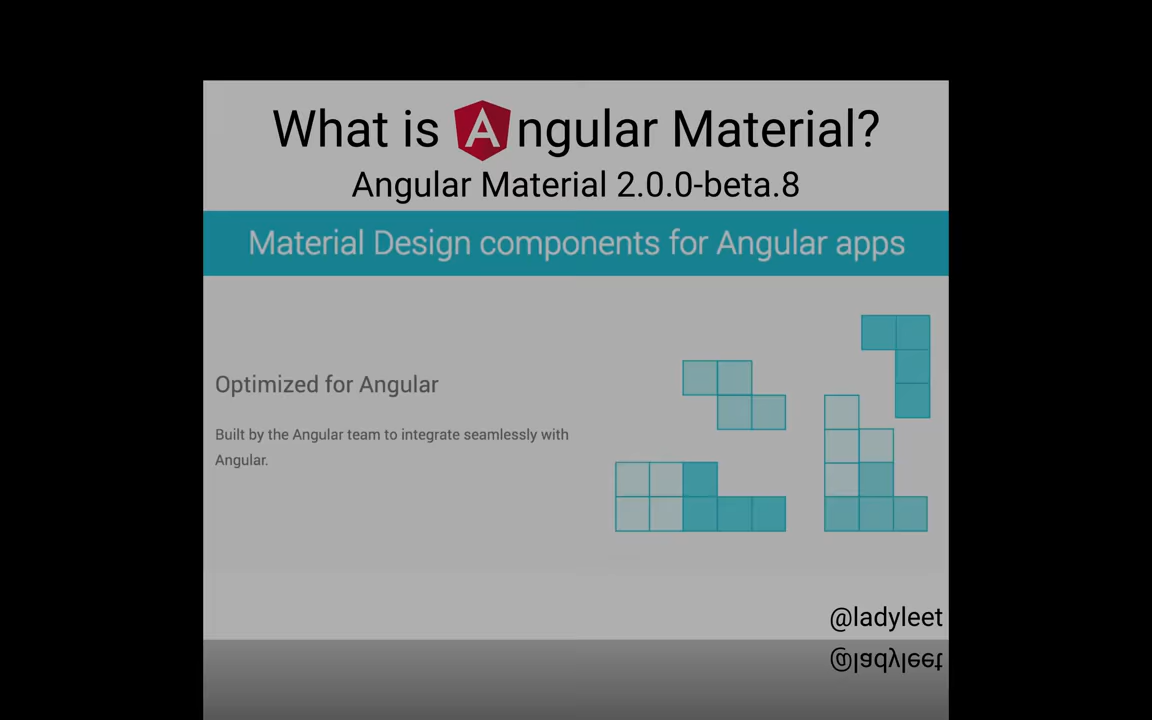 What is Angular Material?
Angular Material 2.0.0-beta.8
Material Design components for Angular apps
Optimized for Angular
Built by the Angular team to integrate seamlessly with
Angular.
@ladyleet
@ladyleet